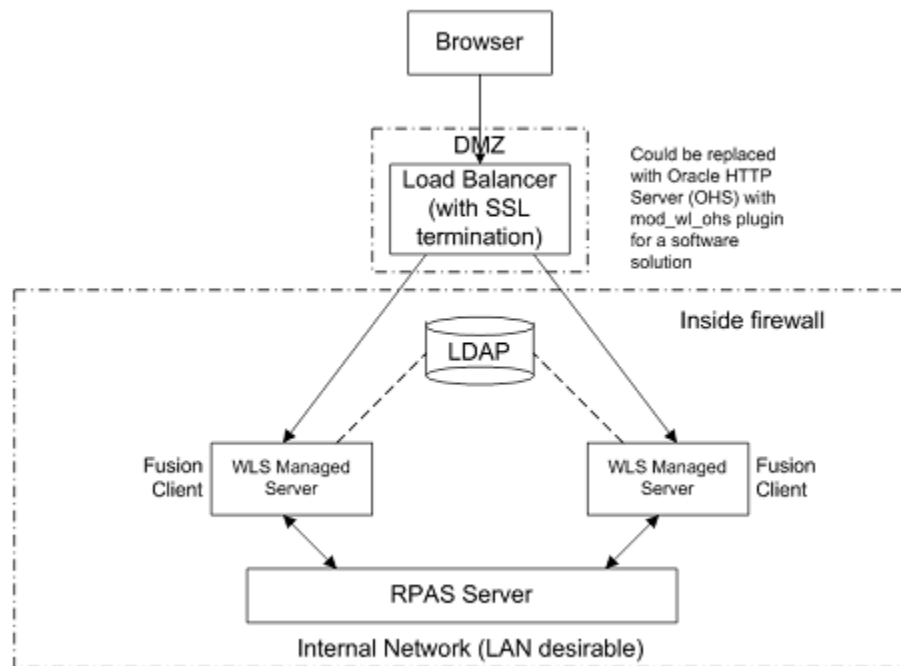 Browser
DMZ
Load Balancer
(with SSL
termination)
Could be replaced
with Oracle HTTP
Server (OHS) with
mod_wl_ohs plugin
for a software
solution
Inside firewall
LDAP
Fusion
Client
WLS Managed
Server
WLS Managed
Server
Fusion
Client
RPAS Server
Internal Network (LAN desirable)